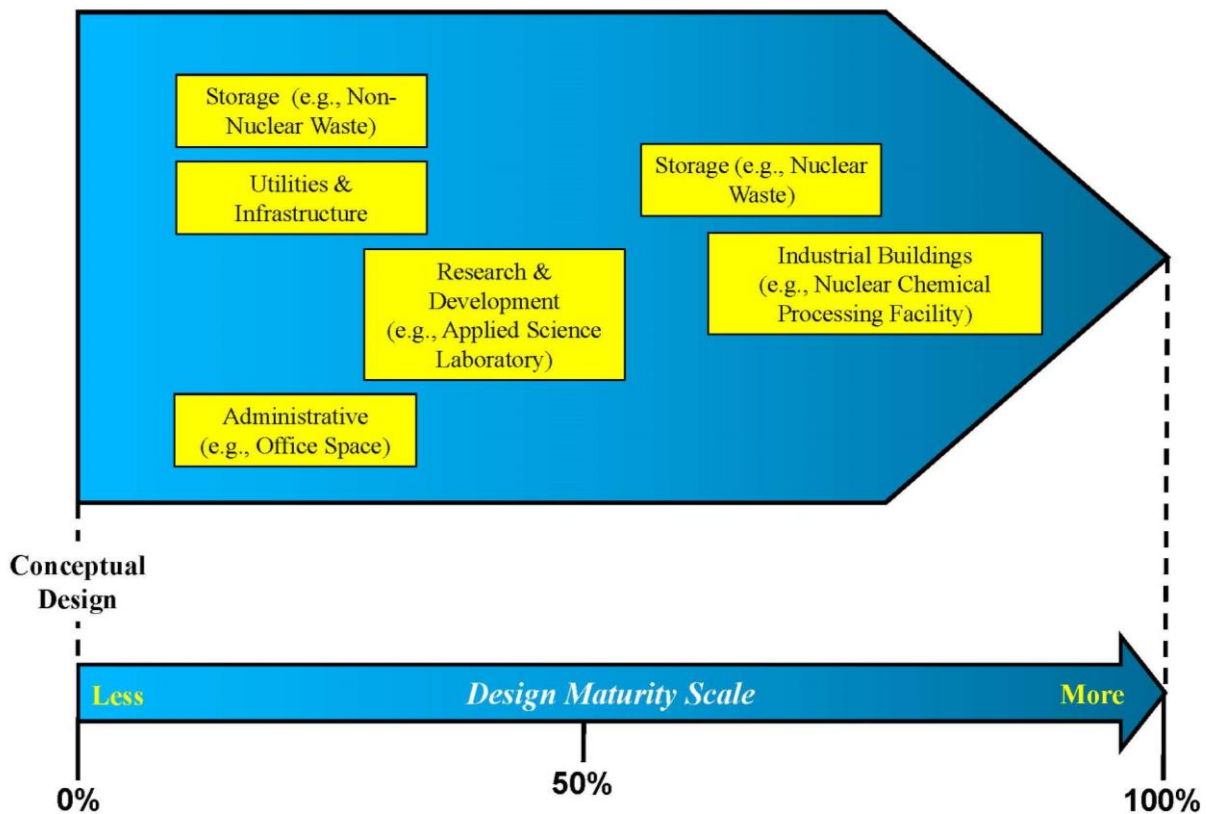 Storage (e.g., Non-
Nuclear Waste)
Utilities &
Infrastructure
Storage (e.g., Nuclear
Waste)
Research &
Development
(e.g., Applied Science
Laboratory)
Industrial Buildings
(e.g., Nuclear Chemical
Processing Facility)
Administrative
(e.g., Office Space)
Conceptual
Design
Less
Design Maturity Scale
More
0%
50%
100%